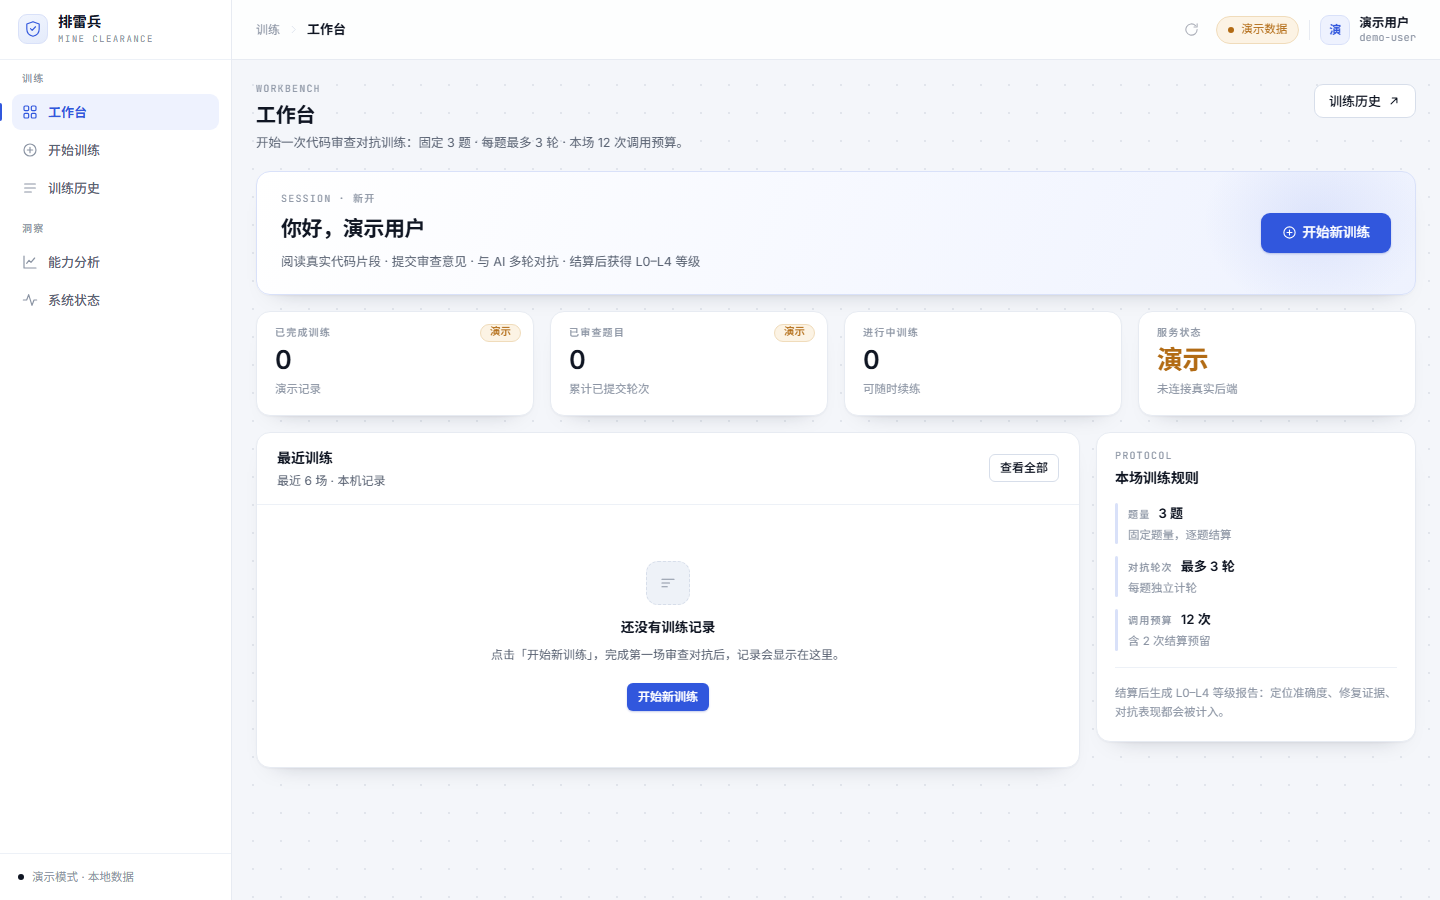 排雷兵
MINE CLEARANCE
训练
工作台
开始训练
训练历史
洞察
能力分析
系统状态
演示模式 · 本地数据
训练
工作台
演示数据
演
演示用户
demo-user
WORKBENCH
工作台
开始一次代码审查对抗训练：固定 3 题 · 每题最多 3 轮 · 本场 12 次调用预算。
训练历史
SESSION · 新开
你好，演示用户
阅读真实代码片段 · 提交审查意见 · 与 AI 多轮对抗 · 结算后获得 L0–L4 等级
开始新训练
已完成训练
演示
0
演示记录
已审查题目
演示
0
累计已提交轮次
进行中训练
0
可随时续练
服务状态
演示
未连接真实后端
最近训练
最近 6 场 · 本机记录
查看全部
还没有训练记录
点击「开始新训练」，完成第一场审查对抗后，记录会显示在这里。
开始新训练
PROTOCOL
本场训练规则
题量 3 题
固定题量，逐题结算
对抗轮次 最多 3 轮
每题独立计轮
调用预算 12 次
含 2 次结算预留
结算后生成 L0–L4 等级报告：定位准确度、修复证据、
对抗表现都会被计入。